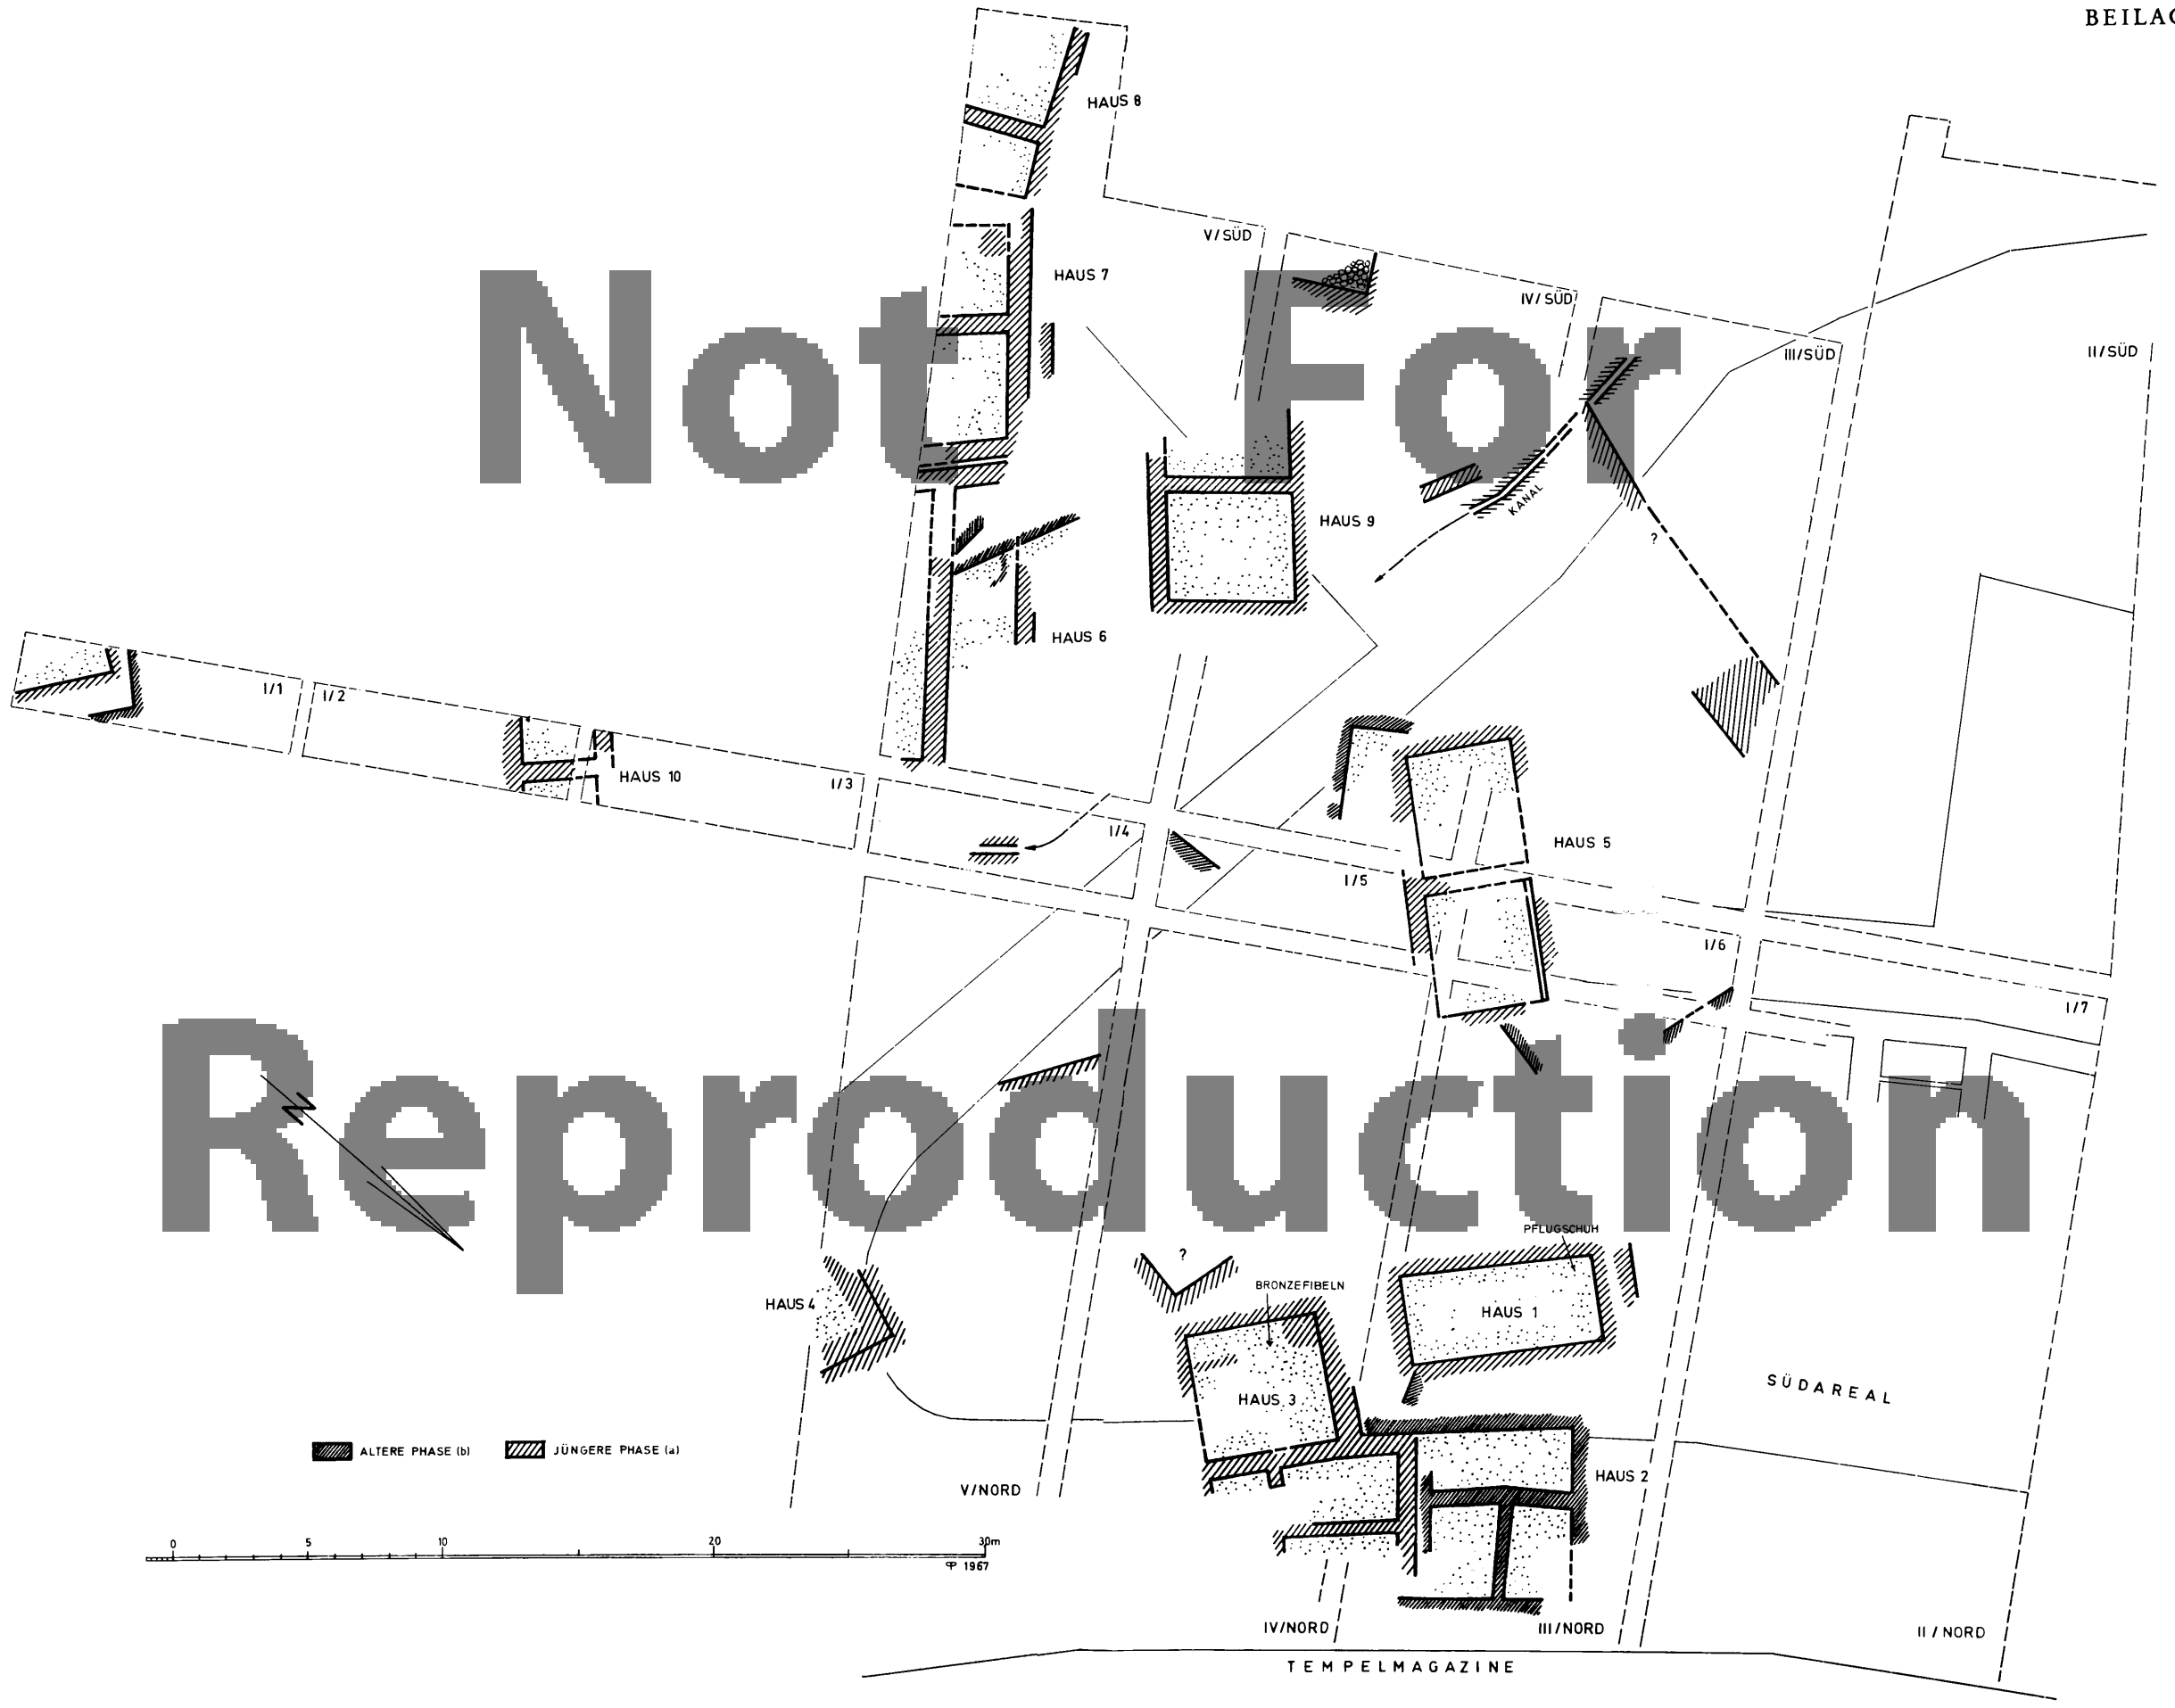 BEILAG
HAUS 8
V/SÜD
HAUS 7
IV/SÜD
III/SÜD
II/SÜD
Not For
HAUS 9
KANAL
?
HAUS 6
I/1
I/2
HAUS 10
I/3
I/4
HAUS 5
I/5
I/6
I/7
Reproduction
N
PFLUGSCHUH
?
BRONZEFIBELN
HAUS 4
HAUS 1
HAUS 3
SÜDAREAL
ALTERE PHASE (b)
JÜNGERE PHASE (a)
HAUS 2
V/NORD
0 5 10 20 30m
1967
IV/NORD
III/NORD
II/NORD
TEMPELMAGAZINE